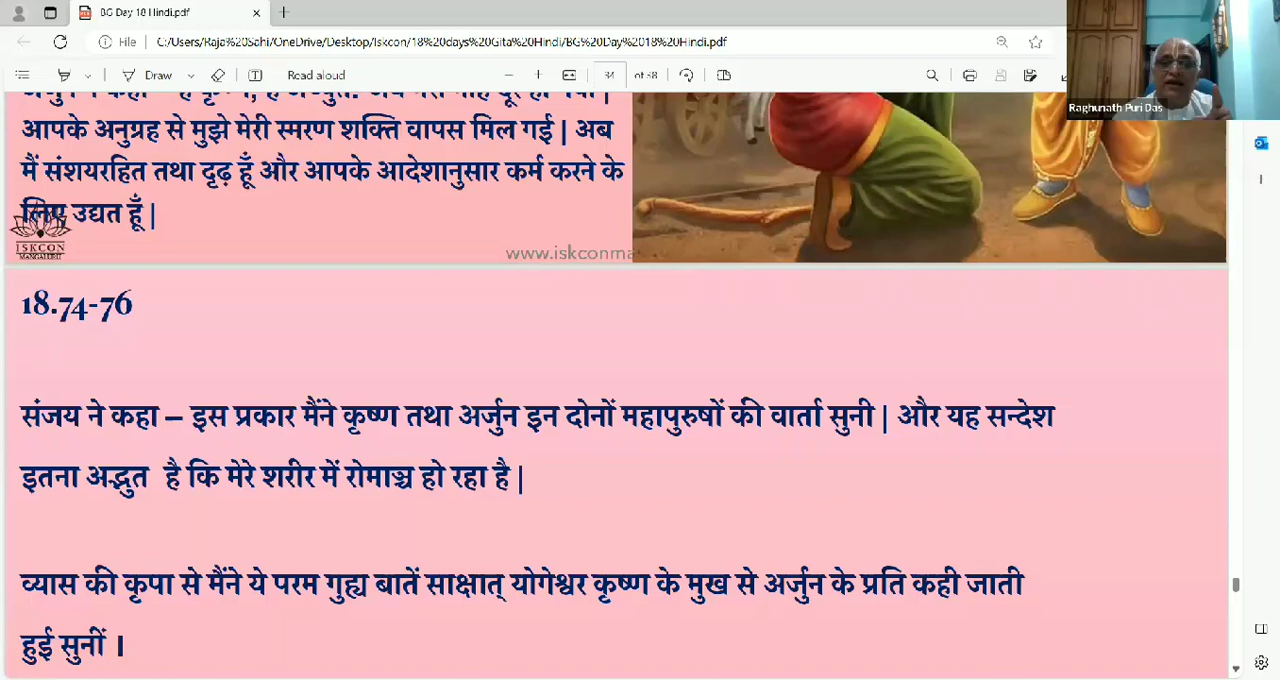 BG Day 18 Hindi.pdf
File C:/Users/Raja%20Sahi/OneDrive/Desktop/Iskcon/18%20days%20Gita%20Hindi/BG%20Day%2018%20Hindi.pdf
Draw Read aloud 34 of 38
Raghunath Puri Das
आपके अनुग्रह से मुझे मेरी स्मरण शक्ति वापस मिल गई | अब
मैं संशयरहित तथा दृढ़ हूँ और आपके आदेशानुसार कर्म करने के
लिए उद्यत हूँ |
ISKCON
www.iskconma
18.74-76
संजय ने कहा – इस प्रकार मैंने कृष्ण तथा अर्जुन इन दोनों महापुरुषों की वार्ता सुनी | और यह सन्देश
इतना अद्भुत है कि मेरे शरीर में रोमाञ्च हो रहा है |
व्यास की कृपा से मैंने ये परम गुह्य बातें साक्षात् योगेश्वर कृष्ण के मुख से अर्जुन के प्रति कही जाती
हुई सुनीं ।